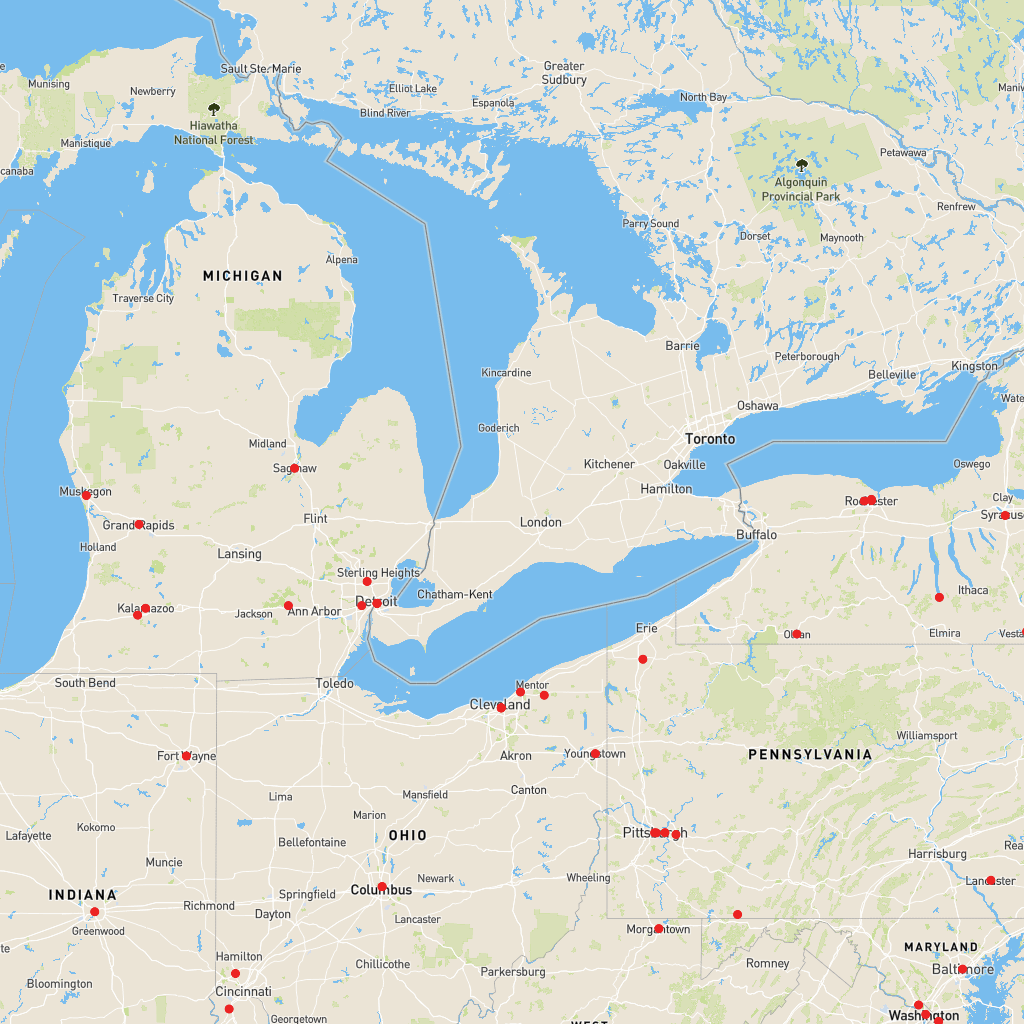 Sault Ste. Marie
Greater
Sudbury
Munising
Newberry
Elliot Lake
Espanola
North Bay
Blind River
Hiawatha
National Forest
Manistique
Petawawa
Algonquin
Provincial Park
Renfrew
Parry Sound
Dorset
Maynooth
Alpena
MICHIGAN
Traverse City
Barrie
Peterborough
Kingston
Kincardine
Belleville
Oshawa
Goderich
Toronto
Midland
Kitchener
Oakville
Oswego
Saginaw
Hamilton
Muskegon
Rochester
Clay
Syracuse
Flint
London
Grand Rapids
Buffalo
Holland
Lansing
Sterling Heights
Chatham-Kent
Ithaca
Detroit
Kalamazoo
Jackson
Ann Arbor
Erie
Olean
Elmira
Vesta
South Bend
Toledo
Mentor
Cleveland
Williamsport
Fort Wayne
Akron
Youngstown
PENNSYLVANIA
Lima
Mansfield
Canton
Marion
Kokomo
Lafayette
OHIO
Pittsburgh
Bellefontaine
Harrisburg
Muncie
Wheeling
Newark
Lancaster
Columbus
INDIANA
Springfield
Richmond
Dayton
Lancaster
Greenwood
Morgantown
MARYLAND
Hamilton
Chillicothe
Romney
Baltimore
Parkersburg
Bloomington
Cincinnati
Georgetown
Washington